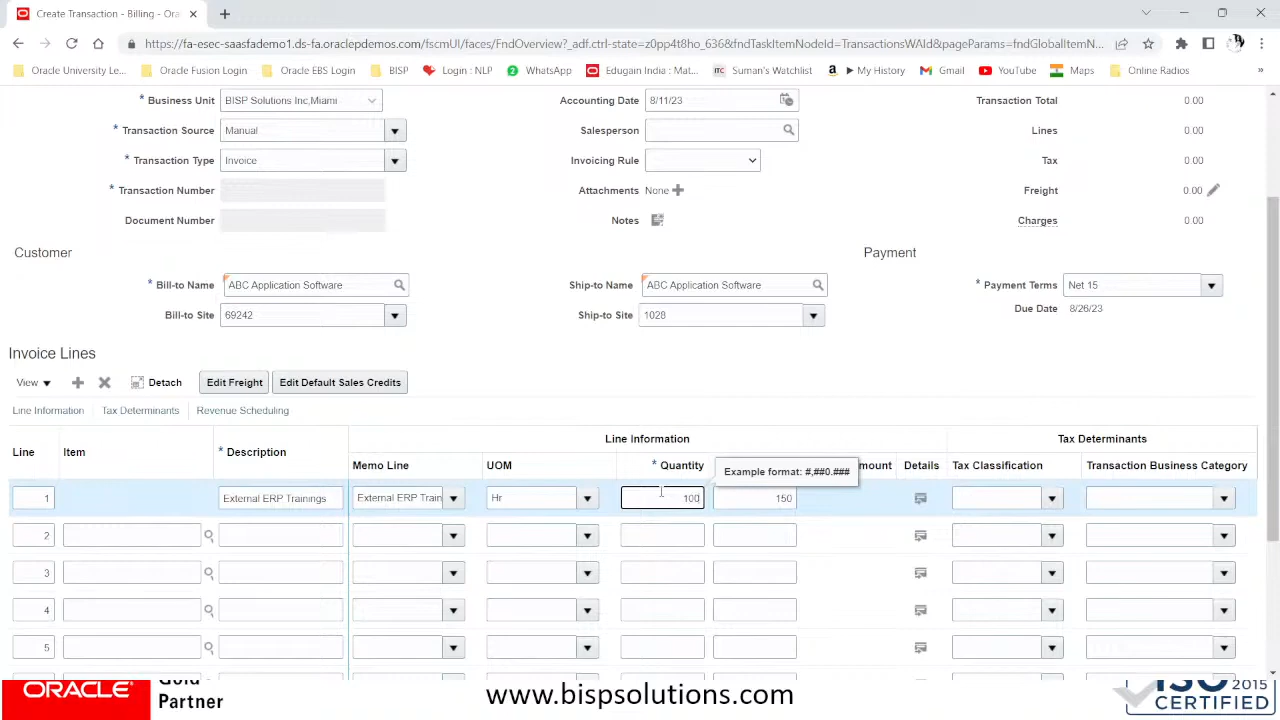 Create Transaction - Billing - Ora
https://fa-esec-saasfademo1.ds-fa.oraclepdemos.com/fscmUI/faces/FndOverview?_adf.ctrl-state=z0pp4t8ho_636&fndTaskItemNodeId=TransactionsWAId&pageParams=fndGlobalItemN...
Oracle University Le... Oracle Fusion Login Oracle EBS Login BISP Login : NLP WhatsApp Edugain India : Mat... ITC Suman's Watchlist ▶ My History Gmail YouTube Maps Online Radios »
* Business Unit BISP Solutions Inc,Miami Accounting Date 8/11/23 Transaction Total 0.00
* Transaction Source Manual Salesperson Lines 0.00
* Transaction Type Invoice Invoicing Rule Tax 0.00
* Transaction Number Attachments None Freight 0.00
Document Number Notes Charges 0.00
Customer Payment
* Bill-to Name ABC Application Software Ship-to Name ABC Application Software * Payment Terms Net 15
Bill-to Site 69242 Ship-to Site 1028 Due Date 8/26/23
Invoice Lines
View Detach Edit Freight Edit Default Sales Credits
Line Information Tax Determinants Revenue Scheduling
Line Item * Description Line Information Tax Determinants
Memo Line UOM * Quantity Example format: #,##0.### mount Details Tax Classification Transaction Business Category
1 External ERP Trainings External ERP Train Hr 100 150
2
3
4
5
ORACLE Gold Partner
www.bispsolutions.com
ISO 2015 CERTIFIED